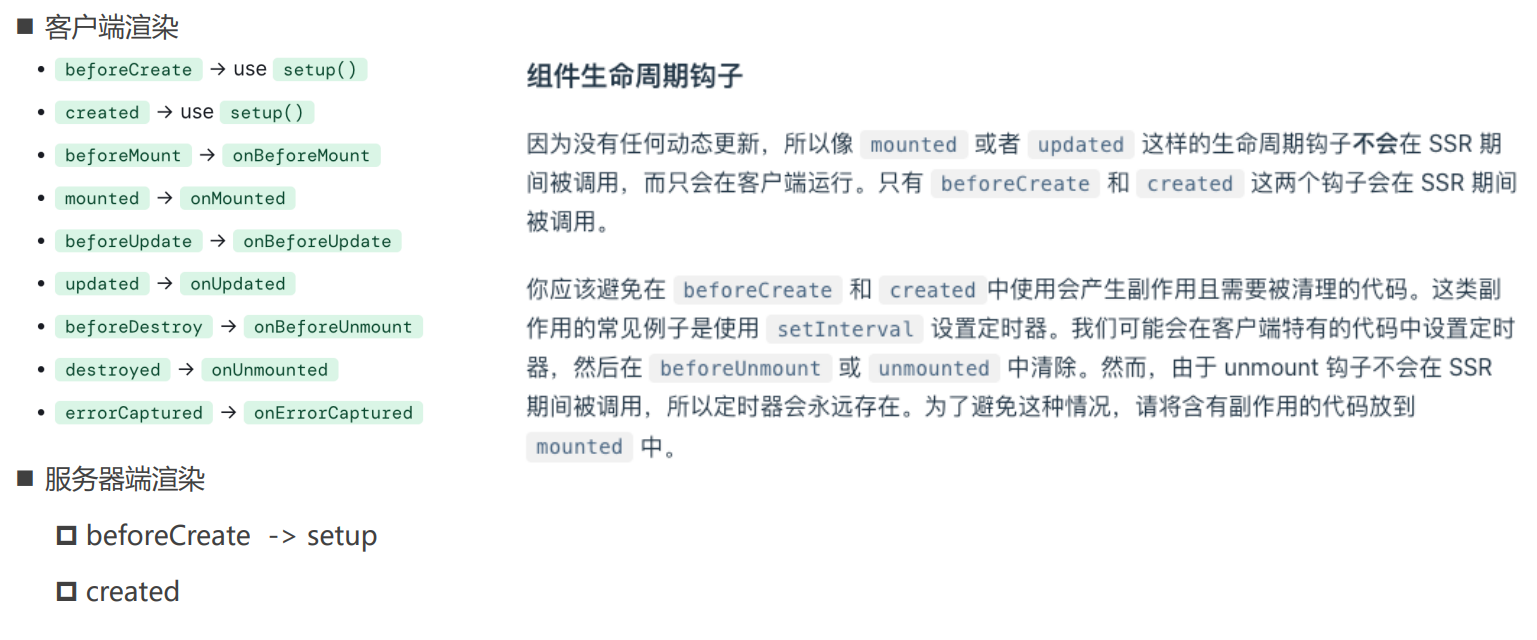 ■ 客户端渲染
• beforeCreate → use setup()
• created → use setup()
• beforeMount → onBeforeMount
• mounted → onMounted
• beforeUpdate → onBeforeUpdate
• updated → onUpdated
• beforeDestroy → onBeforeUnmount
• destroyed → onUnmounted
• errorCaptured → onErrorCaptured
■ 服务器端渲染
beforeCreate -> setup
created
组件生命周期钩子
因为没有任何动态更新，所以像 mounted 或者 updated 这样的生命周期钩子不会在 SSR 期
间被调用，而只会在客户端运行。只有 beforeCreate 和 created 这两个钩子会在 SSR 期间
被调用。
你应该避免在 beforeCreate 和 created 中使用会产生副作用且需要被清理的代码。这类副
作用的常见例子是使用 setInterval 设置定时器。我们可能会在客户端特有的代码中设置定时
器，然后在 beforeUnmount 或 unmounted 中清除。然而，由于 unmount 钩子不会在 SSR
期间被调用，所以定时器会永远存在。为了避免这种情况，请将含有副作用的代码放到
mounted 中。